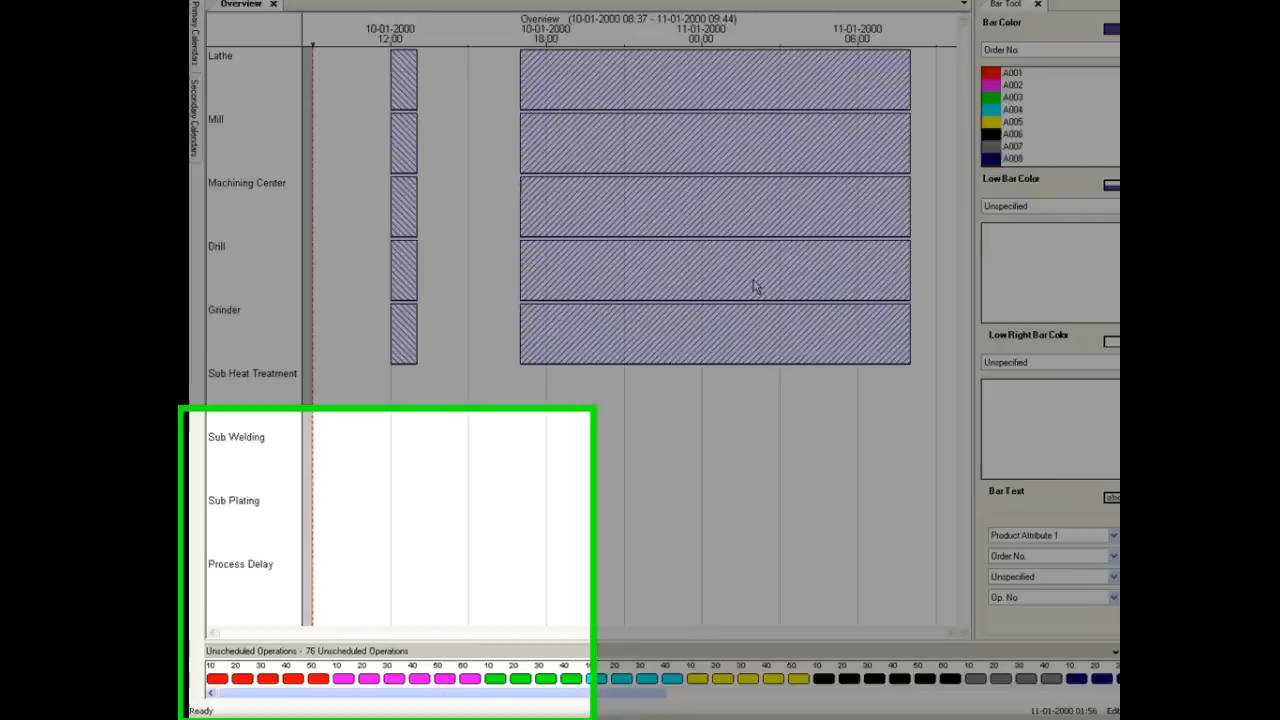 Overview
Bar Tool
Primary Calendars
Secondary Calendars
Overview (10-01-2000 08:37 - 11-01-2000 09:44)
10-01-2000 10-01-2000 11-01-2000 11-01-2000
12:00 18:00 00:00 06:00
Lathe
Mill
Machining Center
Drill
Grinder
Sub Heat Treatment
Sub Welding
Sub Plating
Process Delay
Bar Color
Order No.
A001
A002
A003
A004
A005
A006
A007
A008
Low Bar Color
Unspecified
Low Right Bar Color
Unspecified
Bar Text
abc
Product Attribute 1
Order No.
Unspecified
Op. No
Unscheduled Operations - 76 Unscheduled Operations
10 20 30 40 50 10 20 30 40 50 60 10 20 30 40 10 20 30 40 10 20 30 40 50 10 20 30 40 50 60 10 20 30 40 10 20
Ready
11-01-2000 01:56